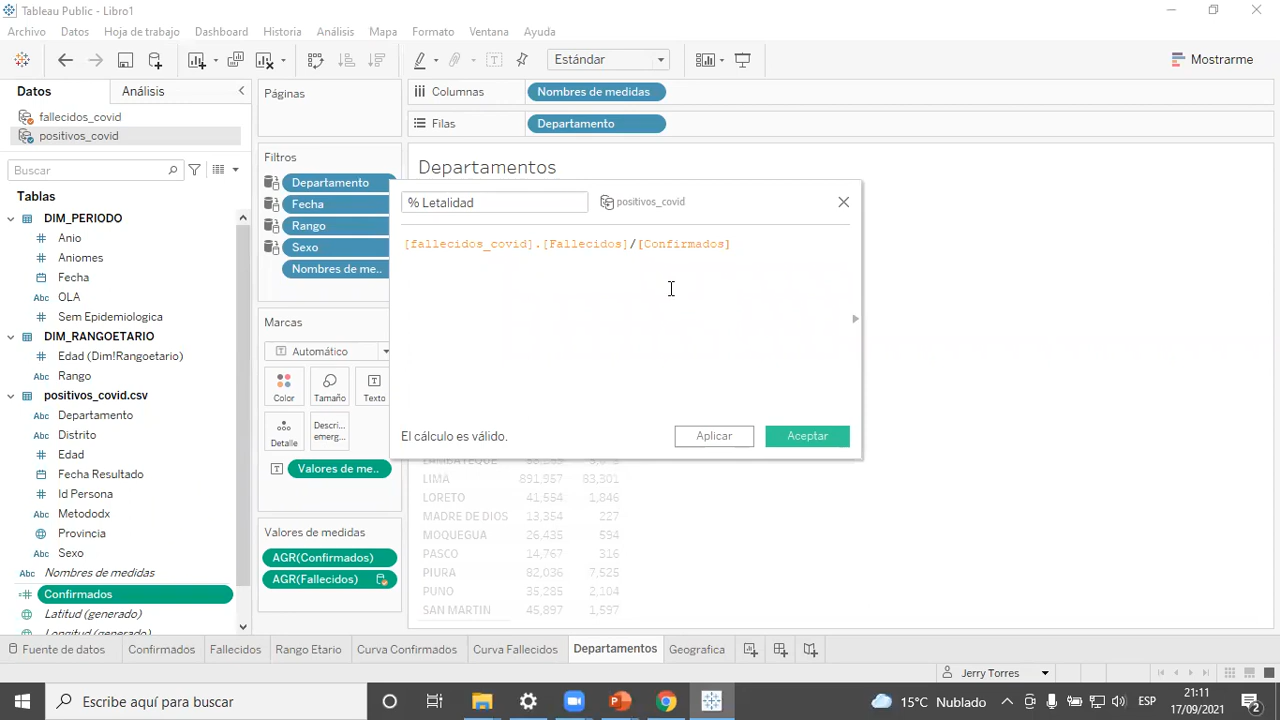 Tableau Public - Libro1
Archivo Datos Hoja de trabajo Dashboard Historia Análisis Mapa Formato Ventana Ayuda
Estándar Mostrarme
Datos Análisis
fallecidos_covid
positivos_covid
Buscar
Tablas
DIM_PERIODO
Anio
Aniomes
Fecha
OLA
Sem Epidemiologica
DIM_RANGOETARIO
Edad (Dim!Rangoetario)
Rango
positivos_covid.csv
Departamento
Distrito
Edad
Fecha Resultado
Id Persona
Metododx
Provincia
Sexo
Nombres de medidas
Confirmados
Latitud (generado)
Longitud (generado)
Páginas
Filtros
Departamento
Fecha
Rango
Sexo
Nombres de me..
Marcas
Automático
Color Tamaño Texto
Detalle Descri... emerg...
Valores de me..
Valores de medidas
AGR(Confirmados)
AGR(Fallecidos)
Columnas Nombres de medidas
Filas Departamento
Departamentos
% Letalidad positivos_covid
[fallecidos_covid].[Fallecidos]/[Confirmados]
El cálculo es válido. Aplicar Aceptar
LIMA 891,957 83,301
LORETO 41,554 1,846
MADRE DE DIOS 13,354 227
MOQUEGUA 26,435 594
PASCO 14,767 316
PIURA 82,036 7,525
PUNO 35,285 2,104
SAN MARTIN 45,897 1,597
Fuente de datos Confirmados Fallecidos Rango Etario Curva Confirmados Curva Fallecidos Departamentos Geografica
Jerry Torres
Escribe aquí para buscar
15°C Nublado
ESP
21:11
17/09/2021
2